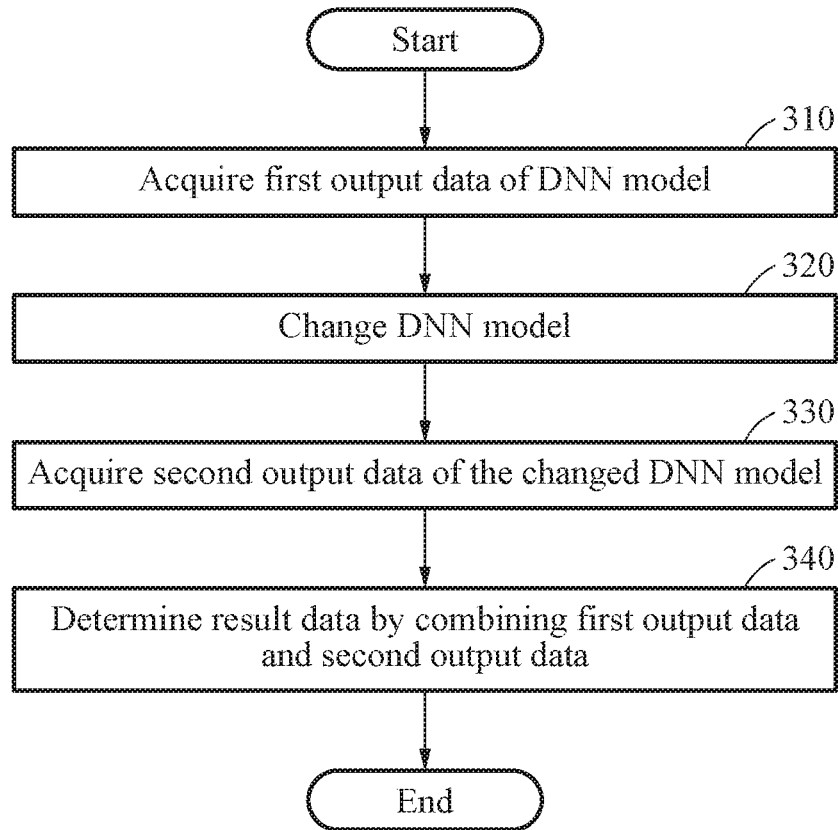 Start
310
Acquire first output data of DNN model
320
Change DNN model
330
Acquire second output data of the changed DNN model
340
Determine result data by combining first output data
and second output data
End